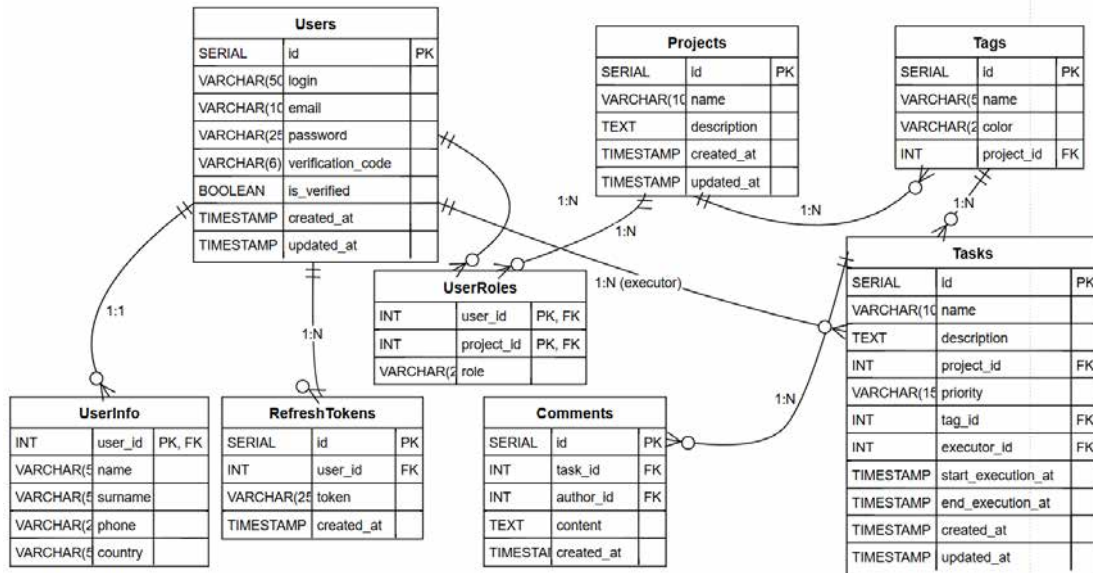 Users
SERIAL id PK
VARCHAR(50 login
VARCHAR(10 email
VARCHAR(25 password
VARCHAR(6) verification_code
BOOLEAN is_verified
TIMESTAMP created_at
TIMESTAMP updated_at
Projects
SERIAL id PK
VARCHAR(10 name
TEXT description
TIMESTAMP created_at
TIMESTAMP updated_at
Tags
SERIAL id PK
VARCHAR(5 name
VARCHAR(2 color
INT project_id FK
1:N
1:N
1:N
1:N (executor)
1:1
1:N
1:N
UserRoles
INT user_id PK, FK
INT project_id PK, FK
VARCHAR(2 role
Tasks
SERIAL id PK
VARCHAR(10 name
TEXT description
INT project_id FK
VARCHAR(15 priority
INT tag_id FK
INT executor_id FK
TIMESTAMP start_execution_at
TIMESTAMP end_execution_at
TIMESTAMP created_at
TIMESTAMP updated_at
UserInfo
INT user_id PK, FK
VARCHAR(5 name
VARCHAR(5 surname
VARCHAR(2 phone
VARCHAR(5 country
RefreshTokens
SERIAL id PK
INT user_id FK
VARCHAR(25 token
TIMESTAMP created_at
Comments
SERIAL id PK
INT task_id FK
INT author_id FK
TEXT content
TIMESTAM created_at